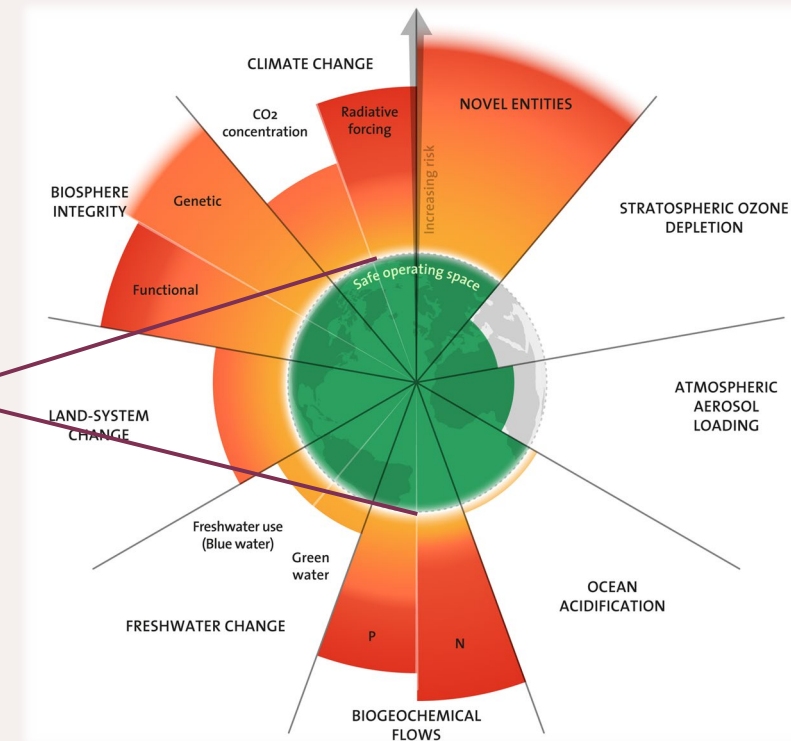 CLIMATE CHANGE
CO2
concentration
Radiative
forcing
NOVEL ENTITIES
Increasing risk
STRATOSPHERIC OZONE
DEPLETION
BIOSPHERE
INTEGRITY
Genetic
Functional
Safe operating space
ATMOSPHERIC
AEROSOL
LOADING
LAND-SYSTEM
CHANGE
Freshwater use
(Blue water)
Green
water
FRESHWATER CHANGE
P
N
OCEAN
ACIDIFICATION
BIOGEOCHEMICAL
FLOWS